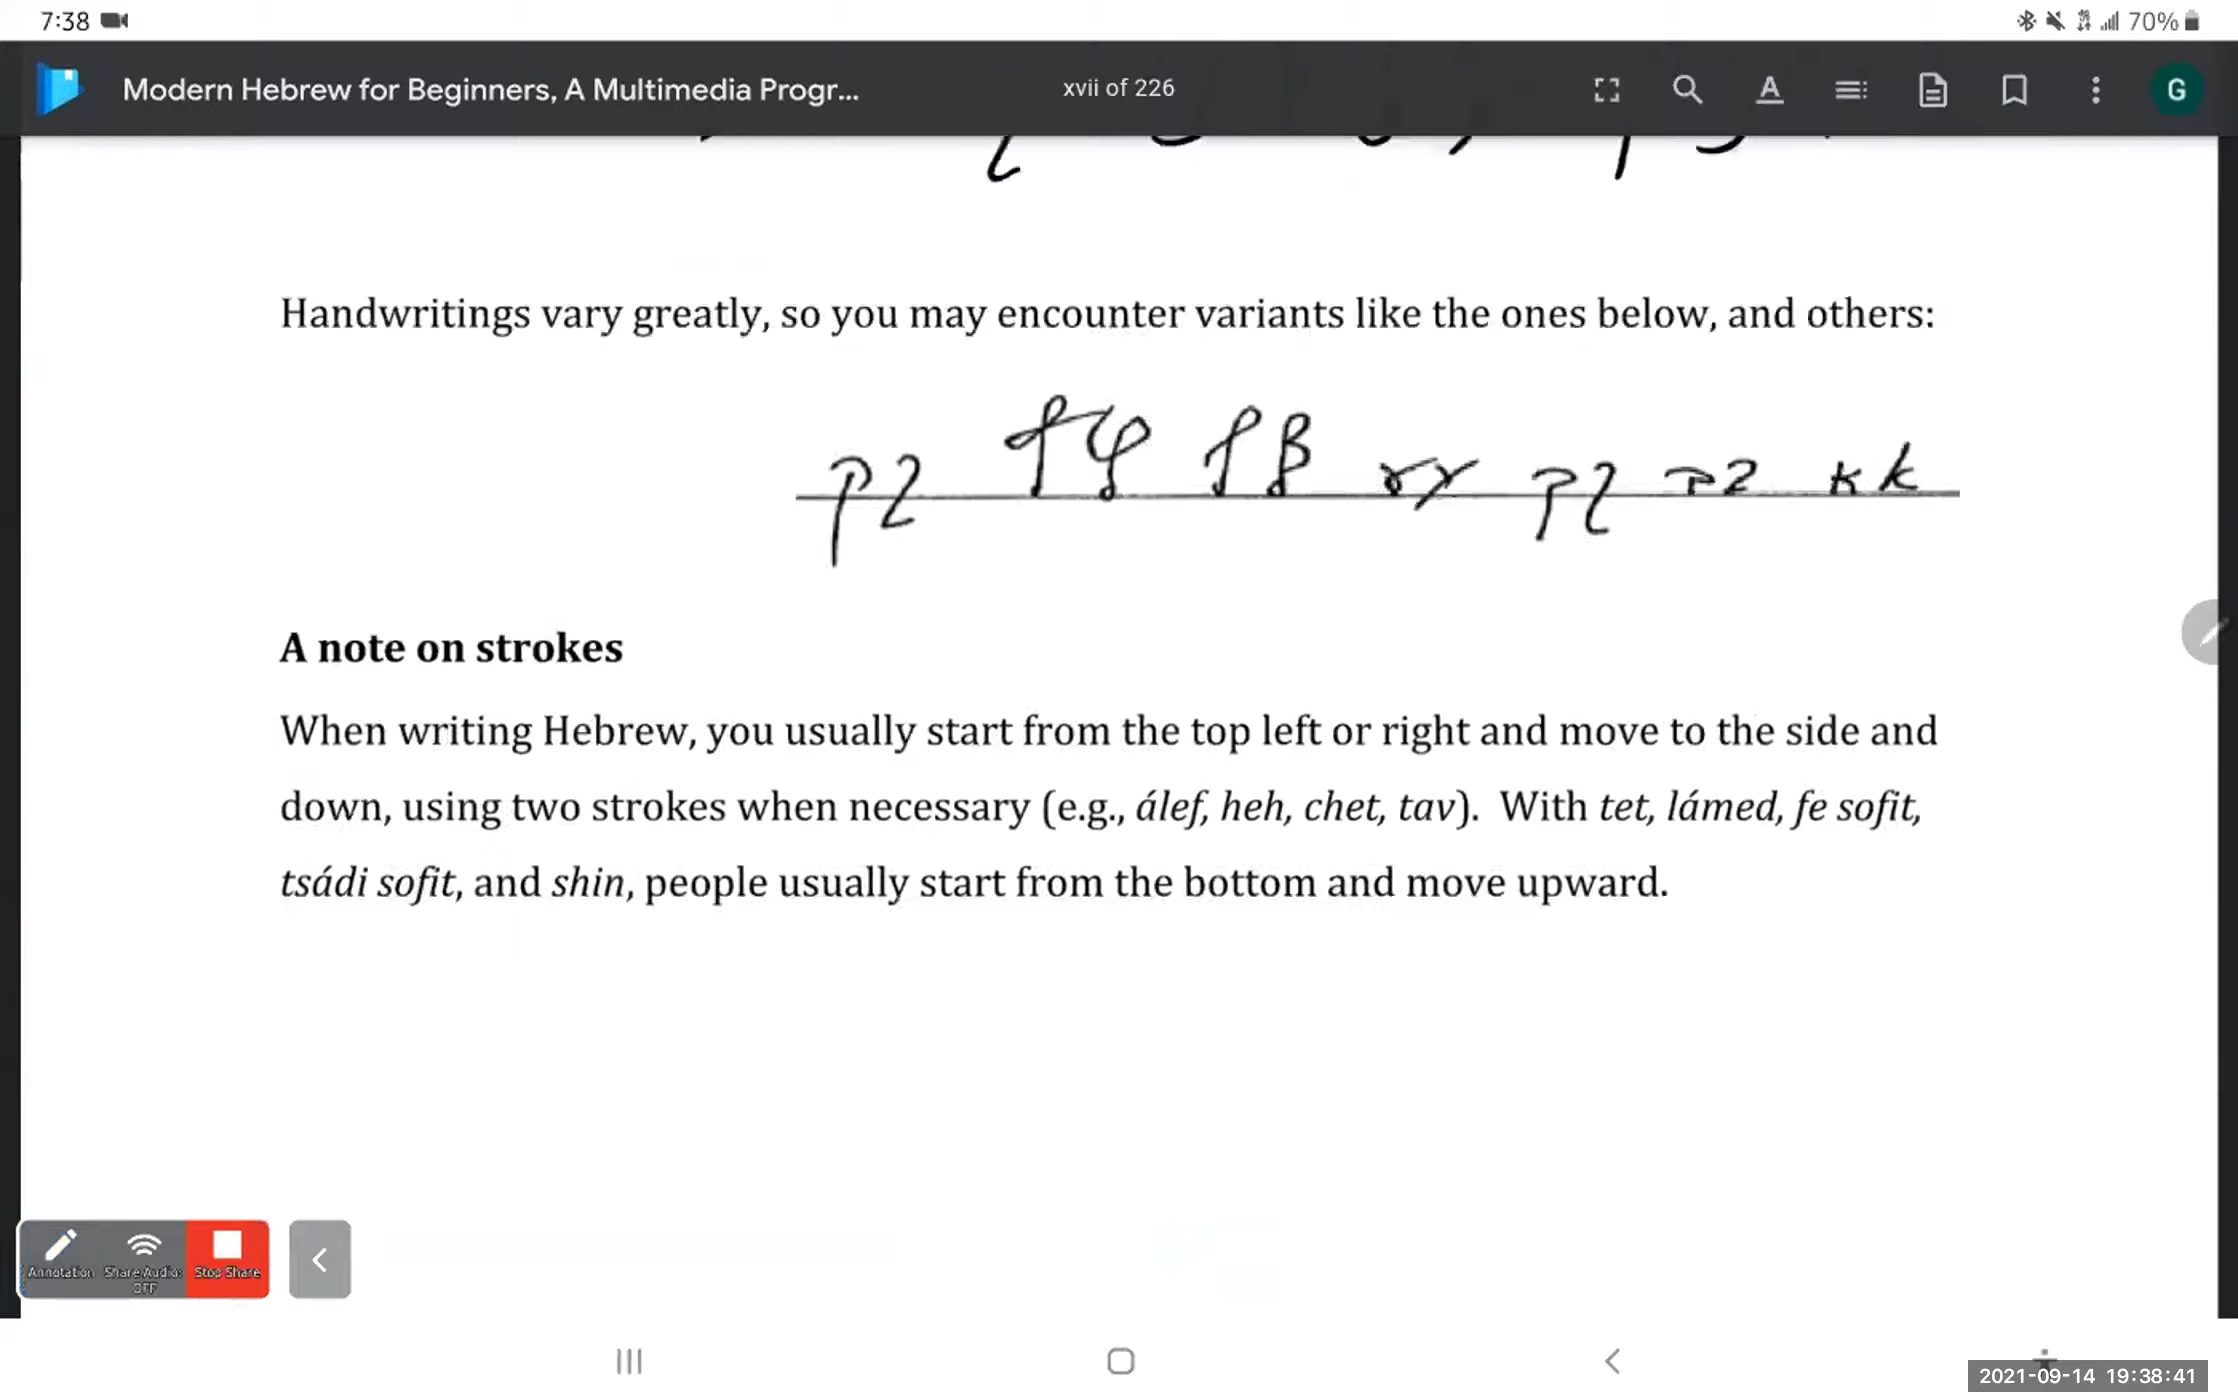 7:38
70%
Modern Hebrew for Beginners, A Multimedia Progr...
xvii of 226
G
Handwritings vary greatly, so you may encounter variants like the ones below, and others:
A note on strokes
When writing Hebrew, you usually start from the top left or right and move to the side and
down, using two strokes when necessary (e.g., álef, heh, chet, tav). With tet, lámed, fe sofit,
tsádi sofit, and shin, people usually start from the bottom and move upward.
Annotation Share Audio: Stop Share
OFF
2021-09-14 19:38:41